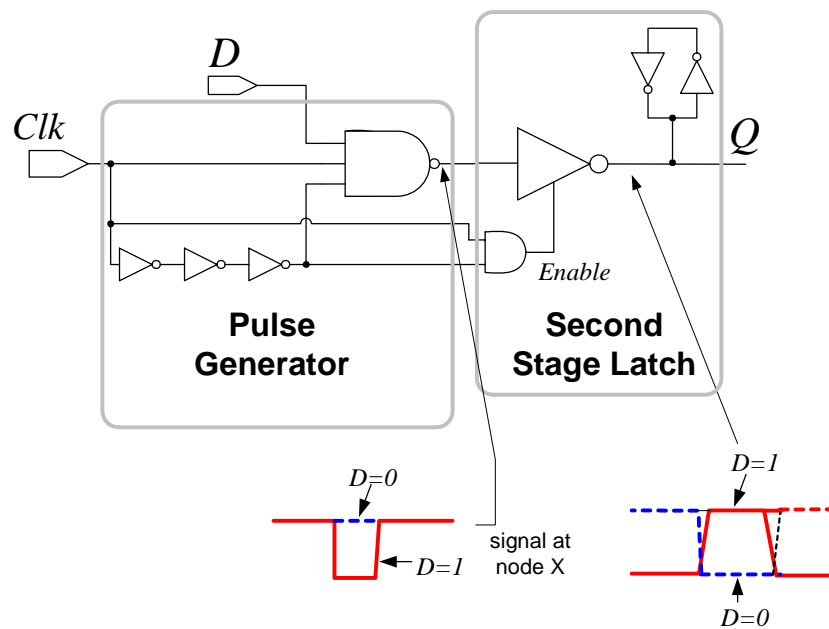 D
Clk
Q
Enable
Pulse
Generator
Second
Stage Latch
D=0
D=1
signal at
node X
D=1
D=0